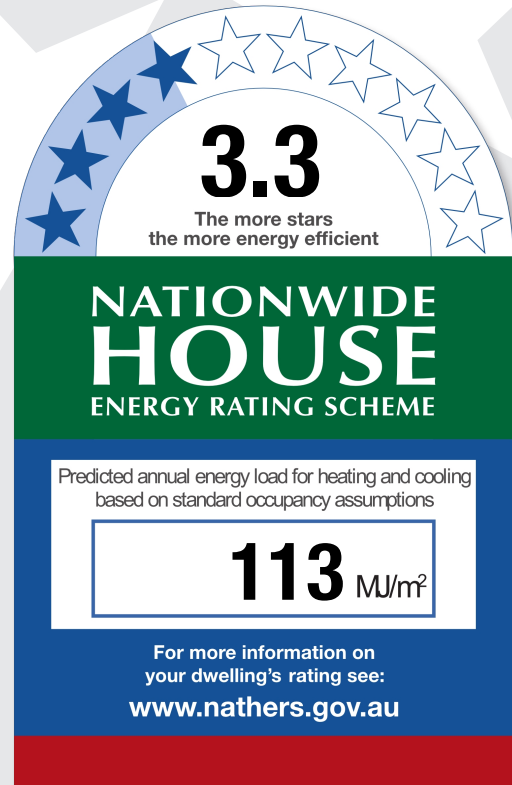 3.3
The more stars
the more energy efficient
NATIONWIDE
HOUSE
ENERGY RATING SCHEME
Predicted annual energy load for heating and cooling
based on standard occupancy assumptions
113 MJ/m²
For more information on
your dwelling's rating see:
www.nathers.gov.au